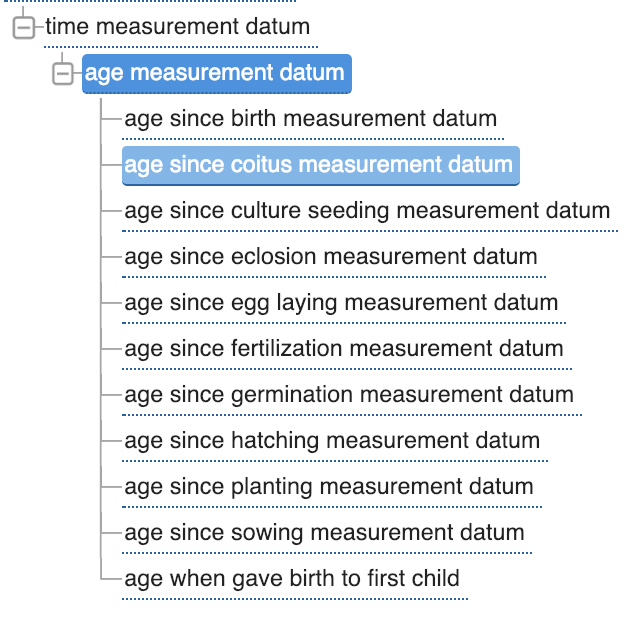 time measurement datum
age measurement datum
age since birth measurement datum
age since coitus measurement datum
age since culture seeding measurement datum
age since eclosion measurement datum
age since egg laying measurement datum
age since fertilization measurement datum
age since germination measurement datum
age since hatching measurement datum
age since planting measurement datum
age since sowing measurement datum
age when gave birth to first child